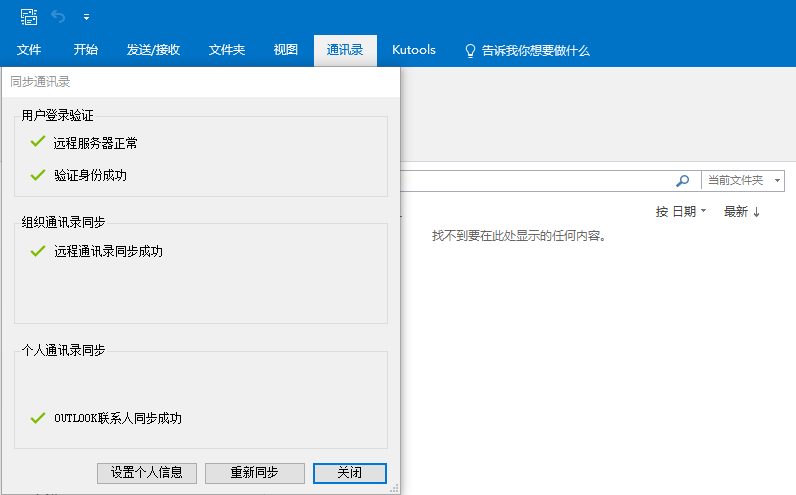 文件 开始 发送/接收 文件夹 视图 通讯录 Kutools 告诉我你想要做什么
同步通讯录
用户登录验证
远程服务器正常
验证身份成功
组织通讯录同步
远程通讯录同步成功
个人通讯录同步
OUTLOOK联系人同步成功
设置个人信息 重新同步 关闭
当前文件夹
按 日期 最新 ↓
找不到要在此处显示的任何内容。